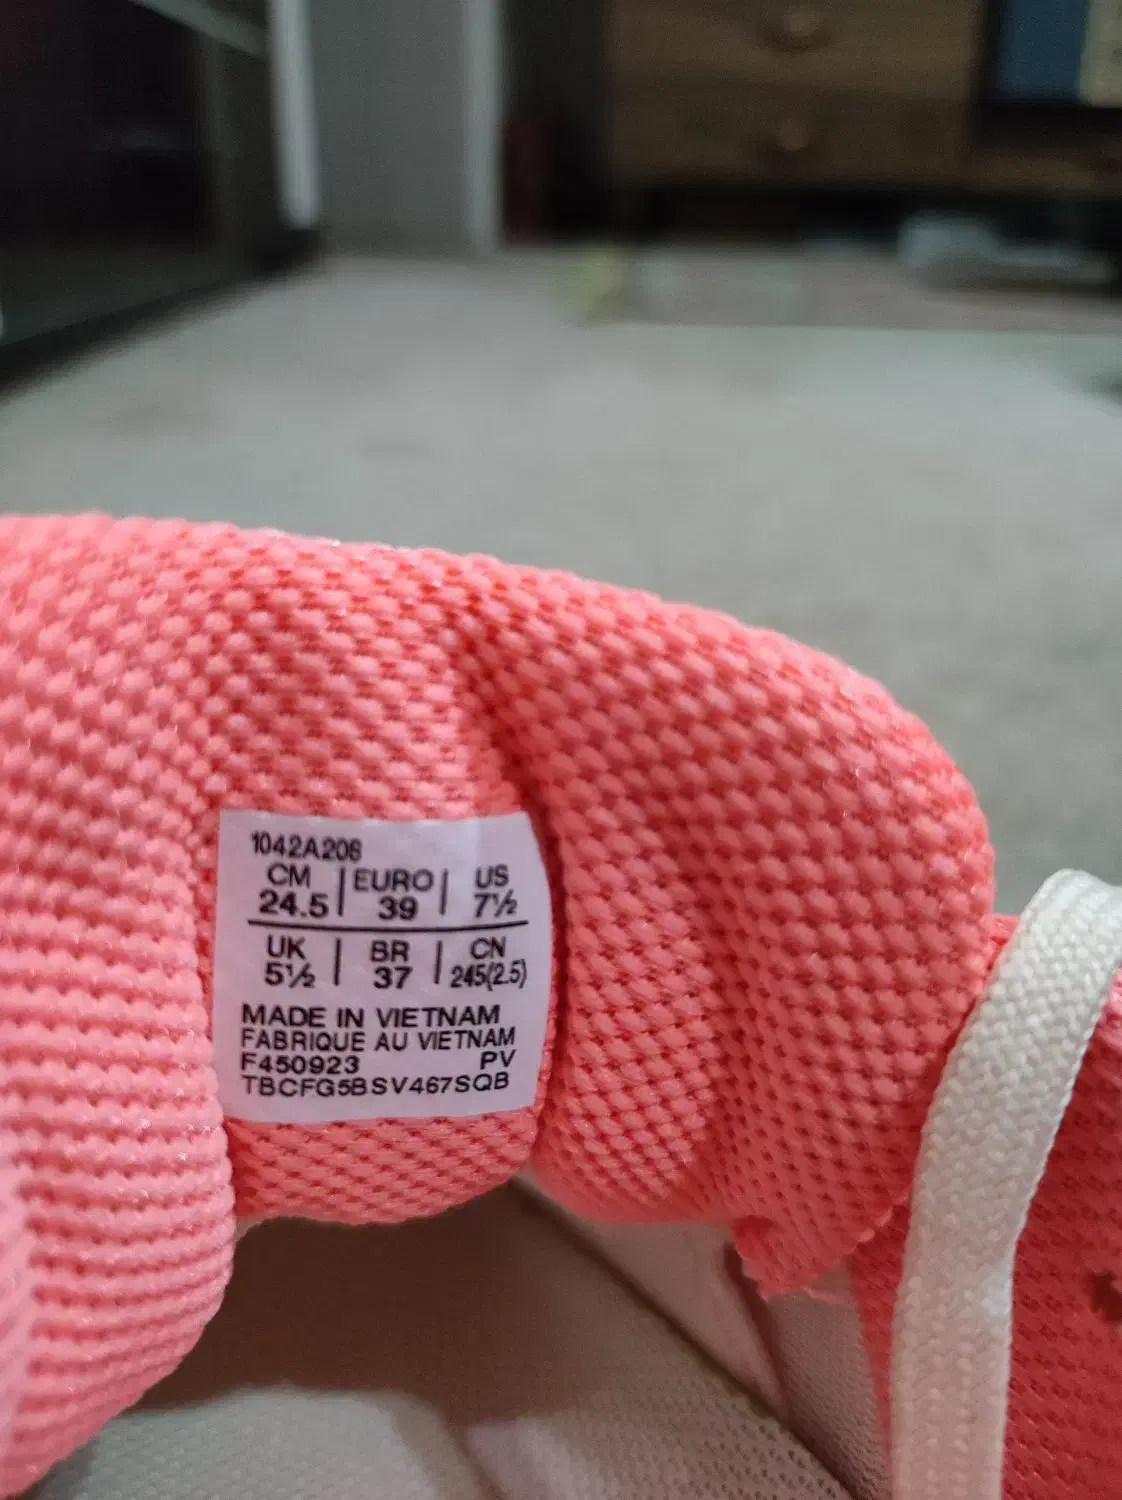 1042A208
CM | EURO | US
24.5 | 39 | 7½
UK | BR | CN
5½ | 37 | 245(2.5)
MADE IN VIETNAM
FABRIQUE AU VIETNAM
F450923 PV
TBCFG5BSV467SQB